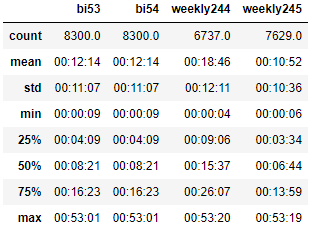 bi53 bi54 weekly244 weekly245
count 8300.0 8300.0 6737.0 7629.0
mean 00:12:14 00:12:14 00:18:46 00:10:52
std 00:11:07 00:11:07 00:12:11 00:10:36
min 00:00:09 00:00:09 00:00:04 00:00:06
25% 00:04:09 00:04:09 00:09:06 00:03:34
50% 00:08:21 00:08:21 00:15:37 00:06:44
75% 00:16:23 00:16:23 00:26:07 00:13:59
max 00:53:01 00:53:01 00:53:20 00:53:19